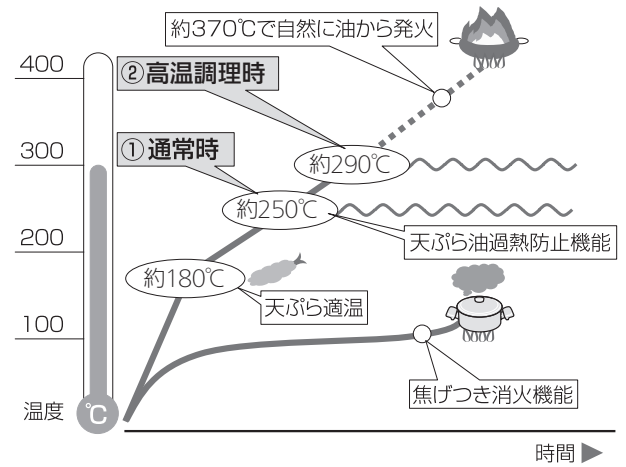 約370℃で自然に油から発火
400
②高温調理時
300
①通常時
約290℃
約250℃
200
天ぷら油過熱防止機能
約180℃
天ぷら適温
100
焦げつき消火機能
温度
℃
時間